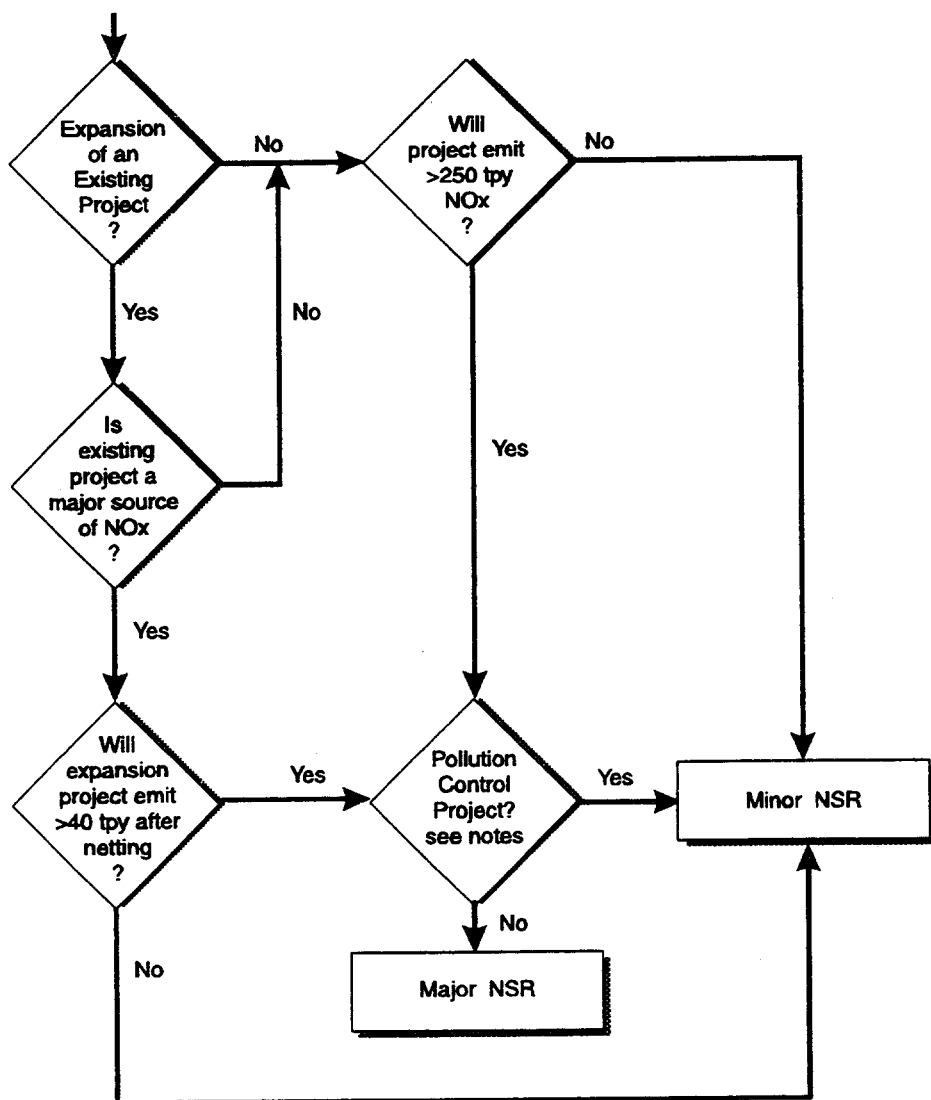 Expansion
of an
Existing
Project
?
No
Will
project emit
>250 tpy
NOx
?
No
Yes
No
Is
existing
project a
major source
of NOx
?
Yes
Yes
Will
expansion
project emit
>40 tpy after
netting
?
Yes
Pollution
Control
Project?
see notes
Yes
Minor NSR
No
No
Major NSR